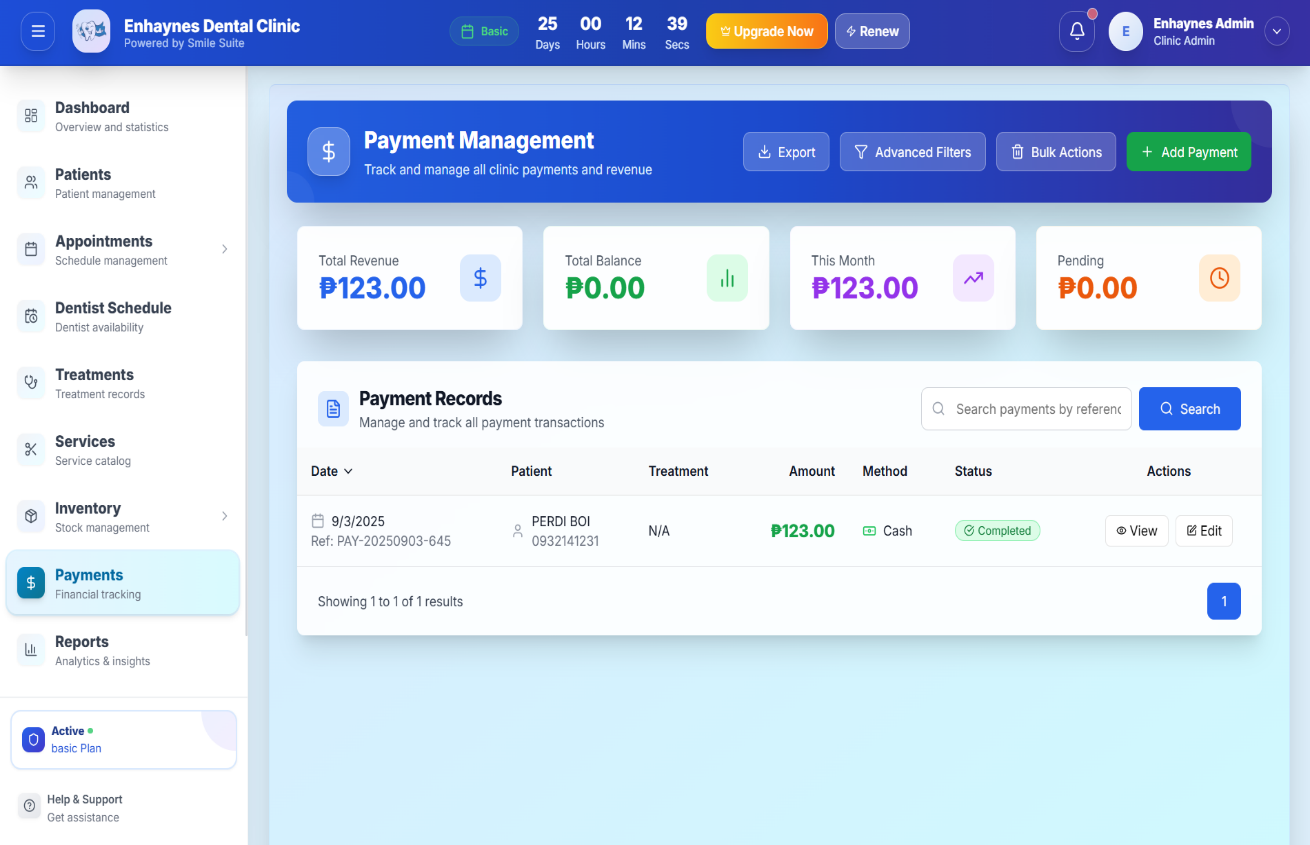 Enhaynes Dental Clinic
Powered by Smile Suite
Basic
25 00 12 39
Days Hours Mins Secs
Upgrade Now
Renew
E
Enhaynes Admin
Clinic Admin
Dashboard
Overview and statistics
Patients
Patient management
Appointments
Schedule management
Dentist Schedule
Dentist availability
Treatments
Treatment records
Services
Service catalog
Inventory
Stock management
$
Payments
Financial tracking
Reports
Analytics & insights
Active
basic Plan
Help & Support
Get assistance
$
Payment Management
Track and manage all clinic payments and revenue
Export
Advanced Filters
Bulk Actions
+ Add Payment
Total Revenue
₱123.00
$
Total Balance
₱0.00
This Month
₱123.00
Pending
₱0.00
Payment Records
Manage and track all payment transactions
Search payments by referenc
Search
Date Patient Treatment Amount Method Status Actions
9/3/2025 PERDI BOI N/A ₱123.00 Cash Completed View Edit
Ref: PAY-20250903-645 0932141231
Showing 1 to 1 of 1 results
1